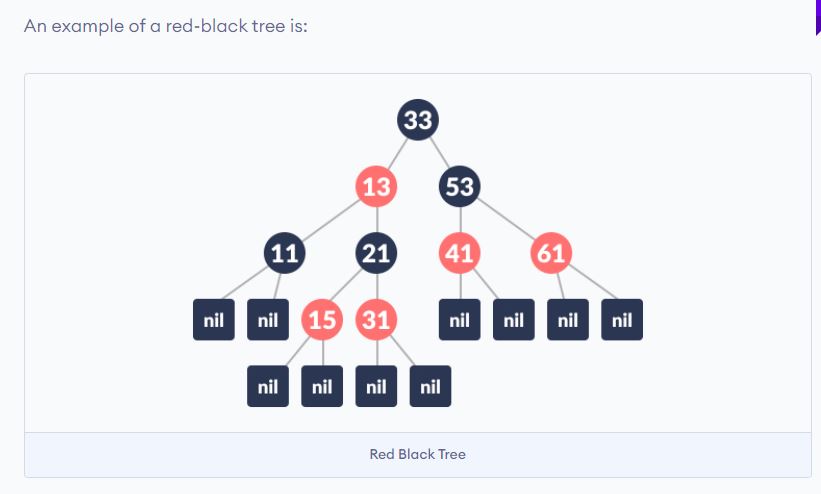 An example of a red-black tree is:
33
13 53
11 21 41 61
nil nil 15 31 nil nil nil nil
nil nil nil nil
Red Black Tree